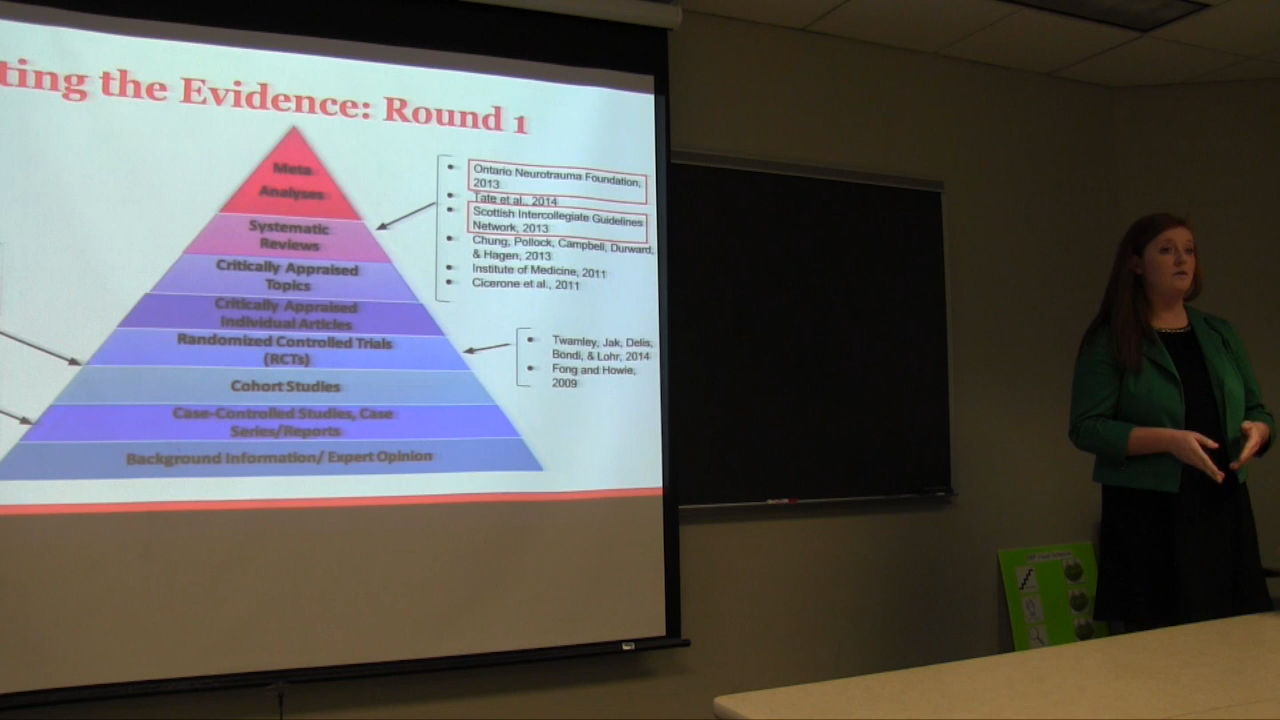 ting the Evidence: Round 1
Meta
Analyses
Systematic
Reviews
Critically Appraised
Topics
Critically Appraised
Individual Articles
Randomized Controlled Trials
(RCTs)
Cohort Studies
Case-Controlled Studies, Case
Series/Reports
Background Information/ Expert Opinion
Ontario Neurotrauma Foundation,
2013
Tate et al., 2014
Scottish Intercollegiate Guidelines
Network, 2013
Chung, Pollock, Campbell, Durward,
& Hagen, 2013
Institute of Medicine, 2011
Cicerone et al., 2011
Twamley, Jak, Delis,
Bondi, & Lohr, 2014
Fong and Howie,
2009